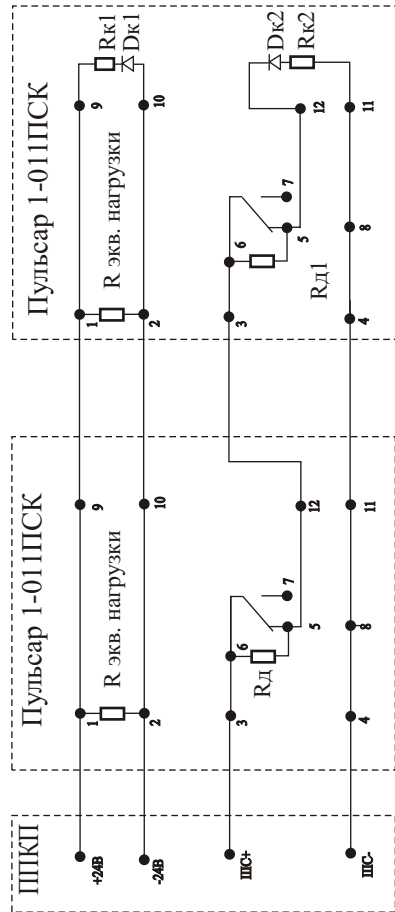 ППКП
+24В
-24В
ШС+
ШС-
Пульсар 1-011ПСК
1
R экв. нагрузки
2
9
10
3
6
Rд
7
5
12
4
8
11
Пульсар 1-011ПСК
1
R экв. нагрузки
2
9
10
Rк1
Dк1
3
6
Rд1
7
5
12
Dк2
Rк2
4
8
11